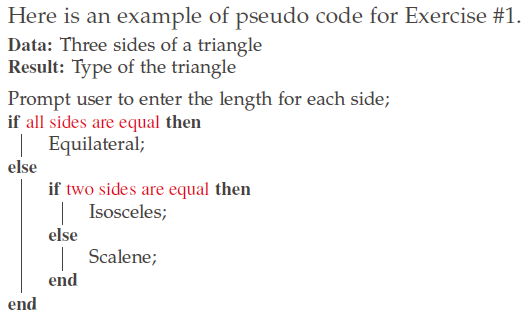 Here is an example of pseudo code for Exercise #1.
Data: Three sides of a triangle
Result: Type of the triangle
Prompt user to enter the length for each side;
if all sides are equal then
Equilateral;
else
if two sides are equal then
Isosceles;
else
Scalene;
end
end